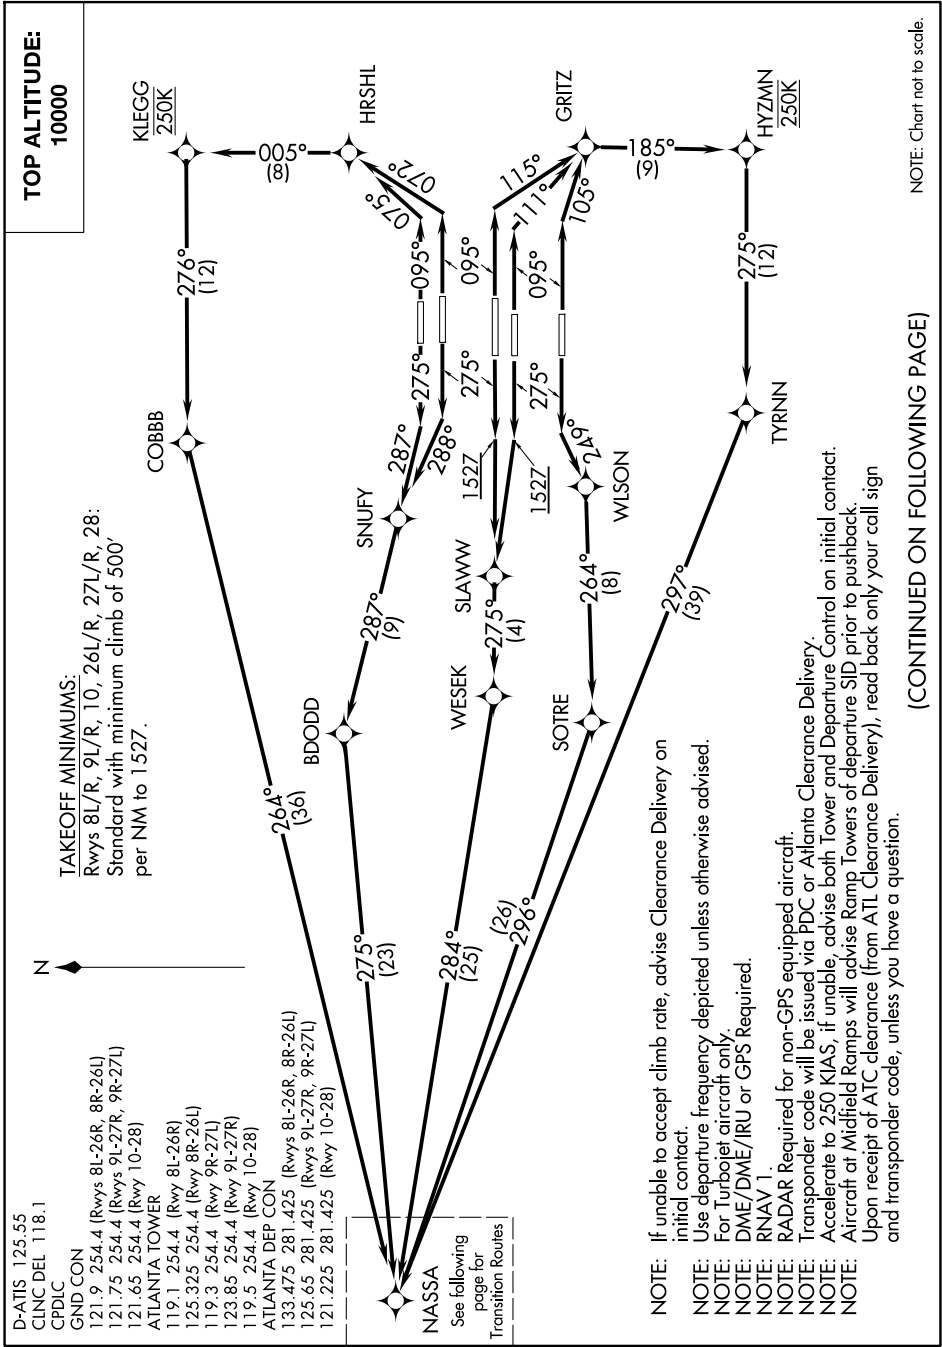 TOP ALTITUDE:
10000
D-ATIS 125.55
CLNC DEL 118.1
CPDLC
GND CON
121.9 254.4 (Rwys 8L-26R, 8R-26L)
121.75 254.4 (Rwys 9L-27R, 9R-27L)
121.65 254.4 (Rwy 10-28)
ATLANTA TOWER
119.1 254.4 (Rwy 8L-26R)
125.325 254.4 (Rwy 8R-26L)
119.3 254.4 (Rwy 9R-27L)
123.85 254.4 (Rwy 9L-27R)
119.5 254.4 (Rwy 10-28)
ATLANTA DEP CON
133.475 281.425 (Rwys 8L-26R, 8R-26L)
125.65 281.425 (Rwys 9L-27R, 9R-27L)
121.225 281.425 (Rwy 10-28)
N
TAKEOFF MINIMUMS:
Rwys 8L/R, 9L/R, 10, 26L/R, 27L/R, 28:
Standard with minimum climb of 500'
per NM to 1527.
KLEGG
250K
HRSHL
005°
(8)
276°
(12)
COBBB
264°
(36)
072°
075°
095°
275°
287°
288°
SNUFY
287°
(9)
BDODD
275°
(23)
GRITZ
115°
111°
105°
095°
095°
275°
275°
1527
1527
SLAWW
275°
(4)
WESEK
284°
(25)
249°
WLSON
264°
(8)
SOTRE
(26)
296°
185°
(9)
HYZMN
250K
275°
(12)
TYRNN
297°
(39)
NASSA
See following
page for
Transition Routes
NOTE: Chart not to scale.
NOTE: If unable to accept climb rate, advise Clearance Delivery on
initial contact.
NOTE: Use departure frequency depicted unless otherwise advised.
NOTE: For Turbojet aircraft only.
NOTE: DME/DME/IRU or GPS Required.
NOTE: RNAV 1.
NOTE: RADAR Required for non-GPS equipped aircraft.
NOTE: Transponder code will be issued via PDC or Atlanta Clearance Delivery.
NOTE: Accelerate to 250 KIAS, if unable, advise both Tower and Departure Control on initial contact.
NOTE: Aircraft at Midfield Ramps will advise Ramp Towers of departure SID prior to pushback.
Upon receipt of ATC clearance (from ATL Clearance Delivery), read back only your call sign
and transponder code, unless you have a question.
(CONTINUED ON FOLLOWING PAGE)